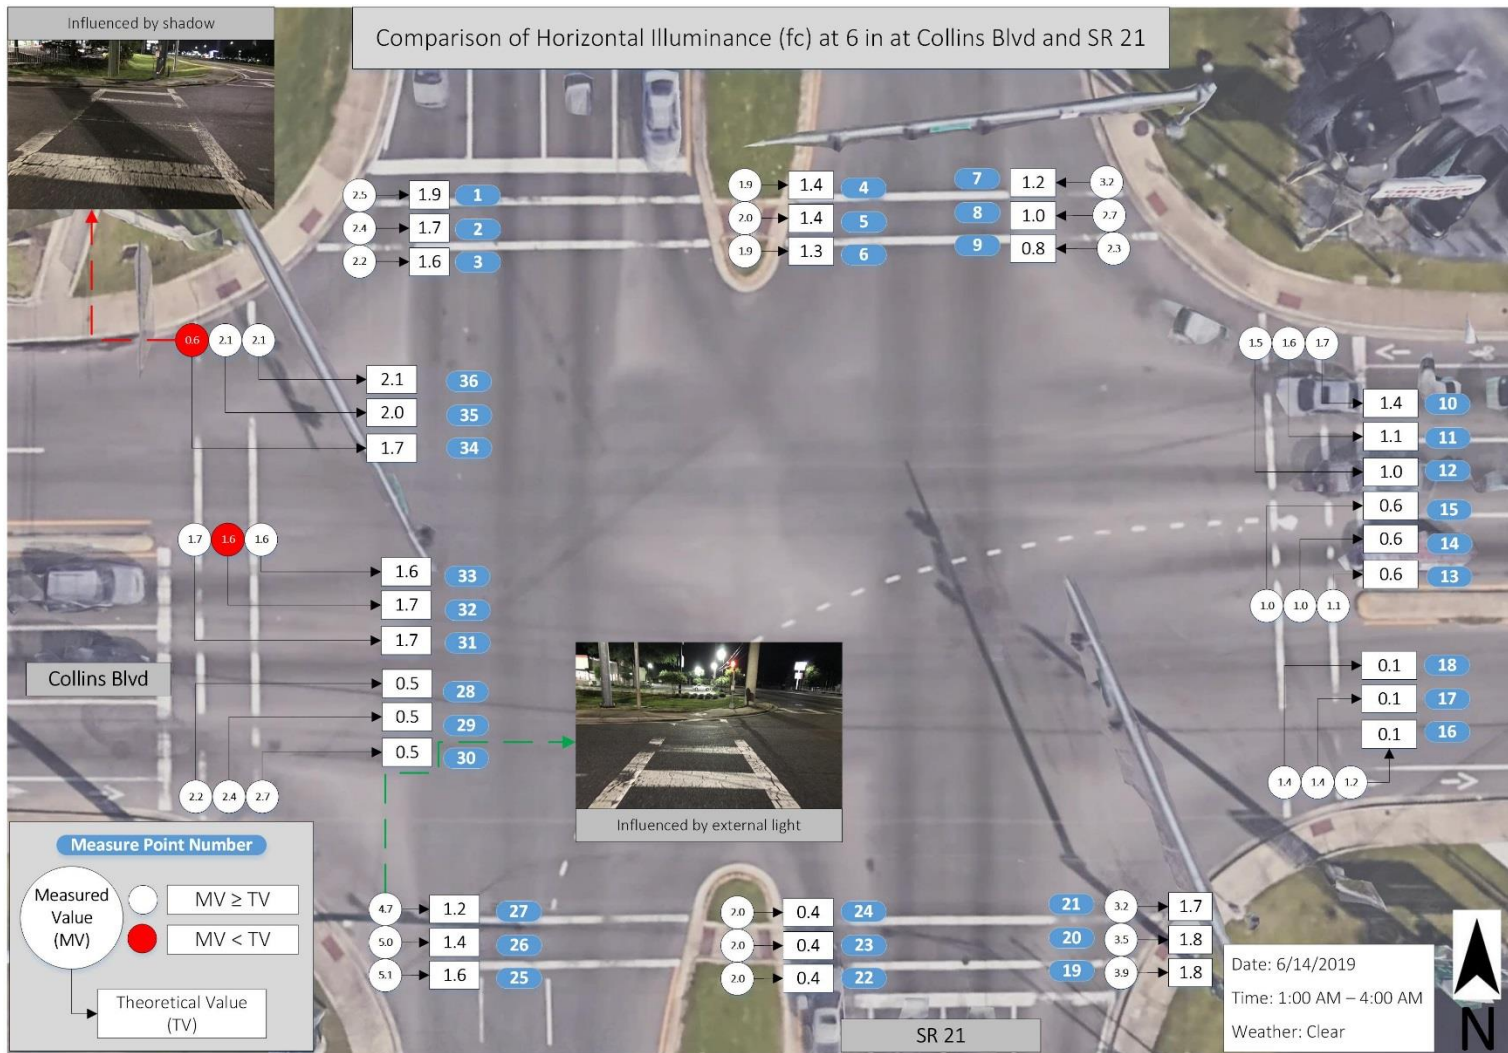 Influenced by shadow
Comparison of Horizontal Illuminance (fc) at 6 in at Collins Blvd and SR 21
2.5 1.9 1
2.4 1.7 2
2.2 1.6 3
1.9 1.4 4
2.0 1.4 5
1.9 1.3 6
7 1.2 3.2
8 1.0 2.7
9 0.8 2.3
0.6 2.1 2.1
2.1 36
2.0 35
1.7 34
1.5 1.6 1.7
1.4 10
1.1 11
1.0 12
0.6 15
0.6 14
0.6 13
1.0 1.0 1.1
1.7 1.6 1.6
1.6 33
1.7 32
1.7 31
Collins Blvd
0.5 28
0.5 29
0.5 30
2.2 2.4 2.7
0.1 18
0.1 17
0.1 16
1.4 1.4 1.2
Influenced by external light
Measure Point Number
Measured
Value
(MV)
MV ≥ TV
MV < TV
Theoretical Value
(TV)
4.7 1.2 27
5.0 1.4 26
5.1 1.6 25
2.0 0.4 24
2.0 0.4 23
2.0 0.4 22
21 3.2 1.7
20 3.5 1.8
19 3.9 1.8
SR 21
Date: 6/14/2019
Time: 1:00 AM – 4:00 AM
Weather: Clear
N